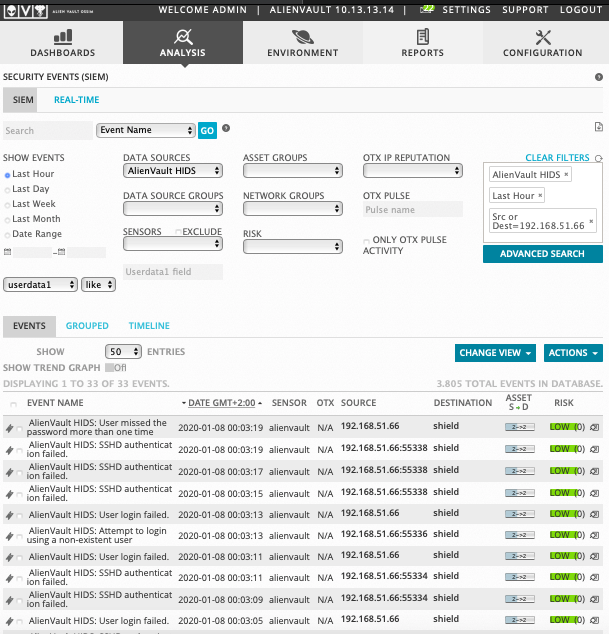 ALIEN VAULT OSSIM
WELCOME ADMIN | ALIENVAULT 10.13.13.14 | 22 SETTINGS SUPPORT LOGOUT
DASHBOARDS ANALYSIS ENVIRONMENT REPORTS CONFIGURATION
SECURITY EVENTS (SIEM)
SIEM REAL-TIME
Search Event Name GO
SHOW EVENTS DATA SOURCES ASSET GROUPS OTX IP REPUTATION CLEAR FILTERS
Last Hour AlienVault HIDS AlienVault HIDS ×
Last Day
Last Week DATA SOURCE GROUPS NETWORK GROUPS OTX PULSE Last Hour ×
Last Month Pulse name
Src or
Dest=192.168.51.66 ×
Date Range SENSORS EXCLUDE RISK
ONLY OTX PULSE
ACTIVITY
ADVANCED SEARCH
Userdata1 field
userdata1 like
EVENTS GROUPED TIMELINE
SHOW 50 ENTRIES CHANGE VIEW ACTIONS
SHOW TREND GRAPH Off
DISPLAYING 1 TO 33 OF 33 EVENTS. 3.805 TOTAL EVENTS IN DATABASE.
EVENT NAME DATE GMT+2:00 SENSOR OTX SOURCE DESTINATION ASSET S → D RISK
AlienVault HIDS: User missed the
password more than one time 2020-01-08 00:03:19 alienvault N/A 192.168.51.66 shield 2->2 LOW (0)
AlienVault HIDS: SSHD authenticat
ion failed. 2020-01-08 00:03:19 alienvault N/A 192.168.51.66:55338 shield 2->2 LOW (0)
AlienVault HIDS: SSHD authenticat
ion failed. 2020-01-08 00:03:17 alienvault N/A 192.168.51.66:55338 shield 2->2 LOW (0)
AlienVault HIDS: SSHD authenticat
ion failed. 2020-01-08 00:03:15 alienvault N/A 192.168.51.66:55338 shield 2->2 LOW (0)
AlienVault HIDS: User login failed. 2020-01-08 00:03:13 alienvault N/A 192.168.51.66 shield 2->2 LOW (0)
AlienVault HIDS: Attempt to login
using a non-existent user 2020-01-08 00:03:13 alienvault N/A 192.168.51.66:55336 shield 2->2 LOW (0)
AlienVault HIDS: User login failed. 2020-01-08 00:03:11 alienvault N/A 192.168.51.66 shield 2->2 LOW (0)
AlienVault HIDS: SSHD authenticat
ion failed. 2020-01-08 00:03:11 alienvault N/A 192.168.51.66:55334 shield 2->2 LOW (0)
AlienVault HIDS: SSHD authenticat
ion failed. 2020-01-08 00:03:09 alienvault N/A 192.168.51.66:55334 shield 2->2 LOW (0)
AlienVault HIDS: User login failed. 2020-01-08 00:03:05 alienvault N/A 192.168.51.66 shield 2->2 LOW (0)
AlienVault HIDS: SSHD authenticat